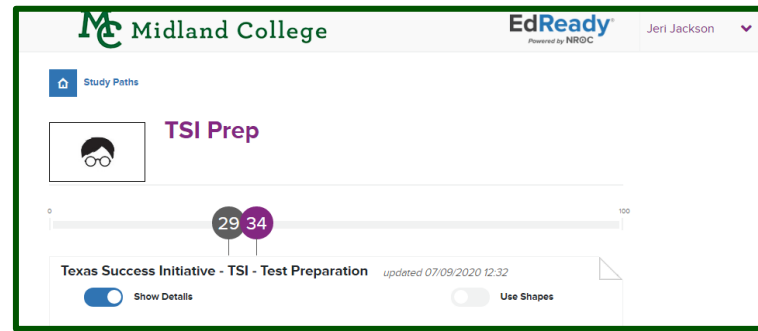 MC Midland College
EdReady
Powered by NROC
Jeri Jackson
Study Paths
TSI Prep
0
100
29 34
Texas Success Initiative - TSI - Test Preparation updated 07/09/2020 12:32
Show Details
Use Shapes